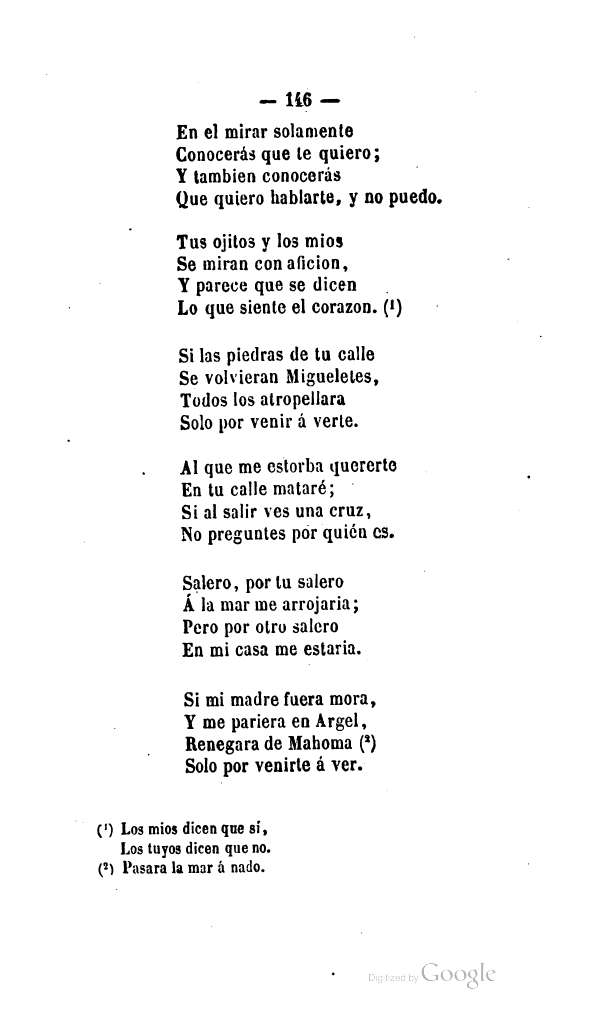 — 146 —
En el mirar solamente
Conocerás que te quiero;
Y tambien conocerás
Que quiero hablarte, y no puedo.
Tus ojitos y los mios
Se miran con aficion,
Y parece que se dicen
Lo que siente el corazon. (¹)
Si las piedras de tu calle
Se volvieran Migueletes,
Todos los atropellara
Solo por venir á verte.
Al que me estorba quererte
En tu calle mataré;
Si al salir ves una cruz,
No preguntes por quién es.
Salero, por tu salero
Á la mar me arrojaria;
Pero por otro salero
En mi casa me estaria.
Si mi madre fuera mora,
Y me pariera en Argel,
Renegara de Mahoma (²)
Solo por venirte á ver.
(¹) Los mios dicen que sí,
Los tuyos dicen que no.
(²) Pasara la mar á nado.
Digitized by Google